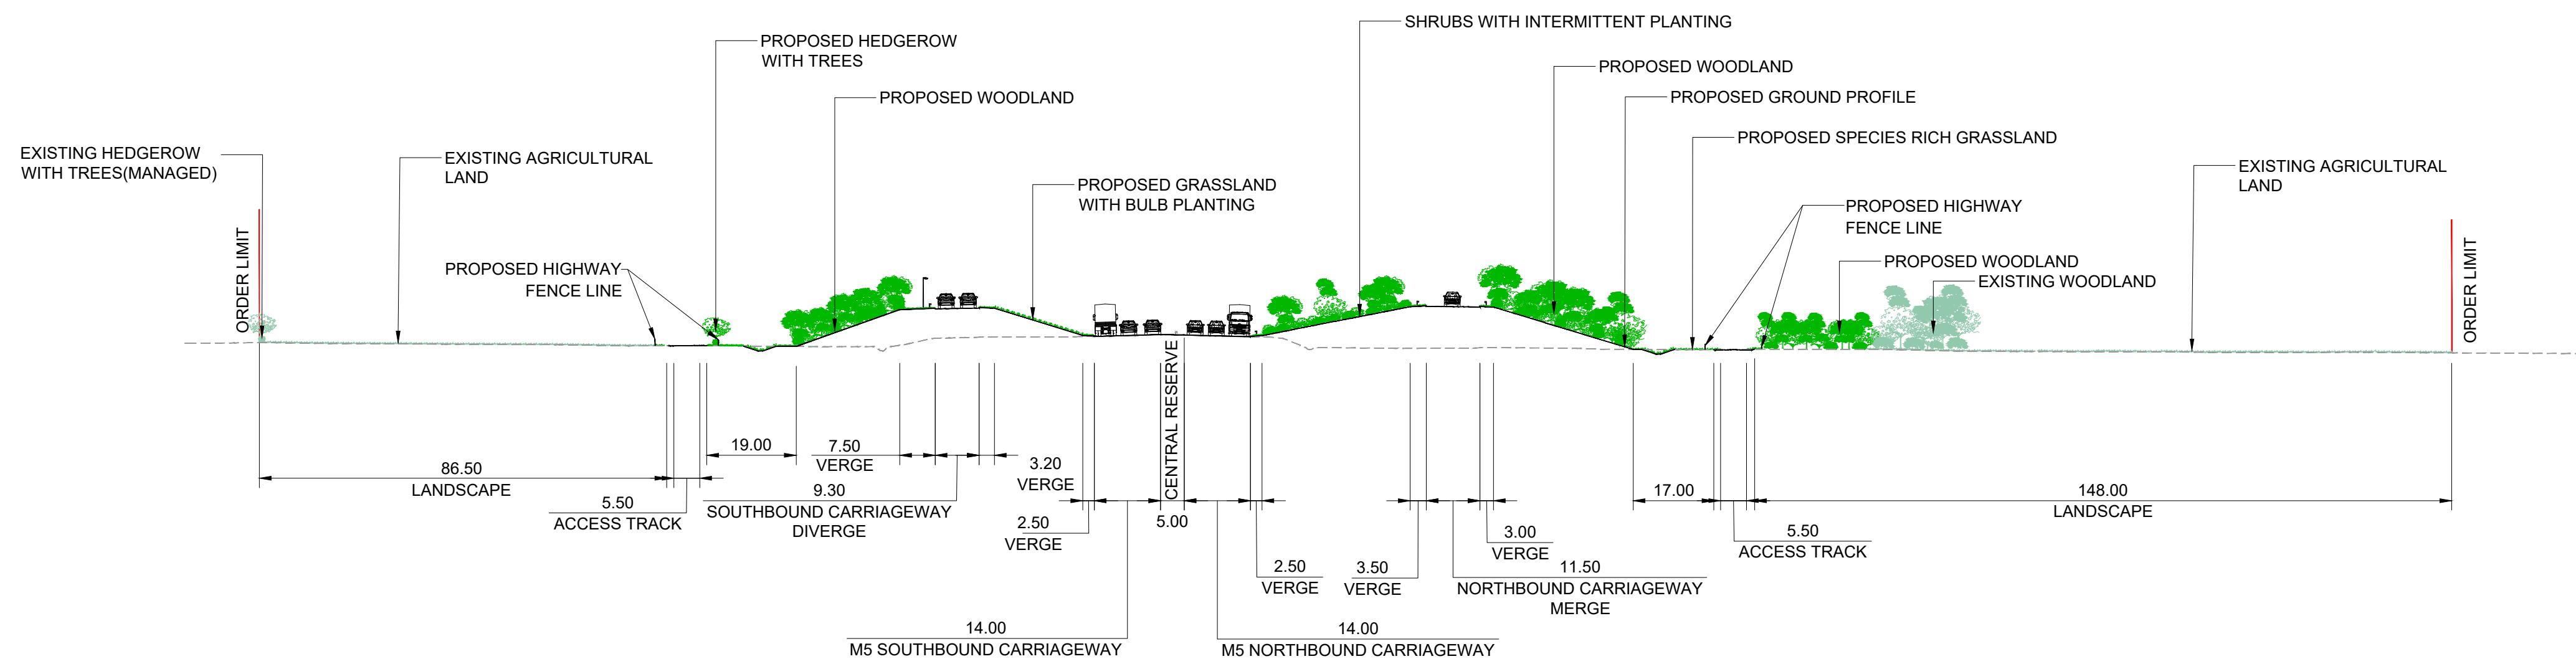 SHRUBS WITH INTERMITTENT PLANTING
PROPOSED HEDGEROW
WITH TREES
PROPOSED WOODLAND
PROPOSED WOODLAND
PROPOSED GROUND PROFILE
PROPOSED SPECIES RICH GRASSLAND
EXISTING HEDGEROW
WITH TREES(MANAGED)
EXISTING AGRICULTURAL
LAND
PROPOSED GRASSLAND
WITH BULB PLANTING
EXISTING AGRICULTURAL
LAND
PROPOSED HIGHWAY
FENCE LINE
ORDER LIMIT
PROPOSED HIGHWAY
FENCE LINE
PROPOSED WOODLAND
EXISTING WOODLAND
ORDER LIMIT
CENTRAL RESERVE
86.50
LANDSCAPE
5.50
ACCESS TRACK
19.00
7.50
VERGE
9.30
SOUTHBOUND CARRIAGEWAY
DIVERGE
3.20
VERGE
2.50
VERGE
14.00
M5 SOUTHBOUND CARRIAGEWAY
5.00
14.00
M5 NORTHBOUND CARRIAGEWAY
2.50
VERGE
3.50
VERGE
11.50
NORTHBOUND CARRIAGEWAY
MERGE
3.00
VERGE
17.00
5.50
ACCESS TRACK
148.00
LANDSCAPE